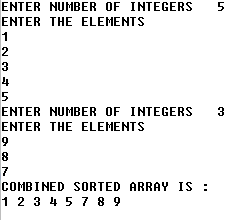 ENTER NUMBER OF INTEGERS   5
ENTER THE ELEMENTS
1
2
3
4
5
ENTER NUMBER OF INTEGERS   3
ENTER THE ELEMENTS
9
8
7
COMBINED SORTED ARRAY IS :
1 2 3 4 5 7 8 9